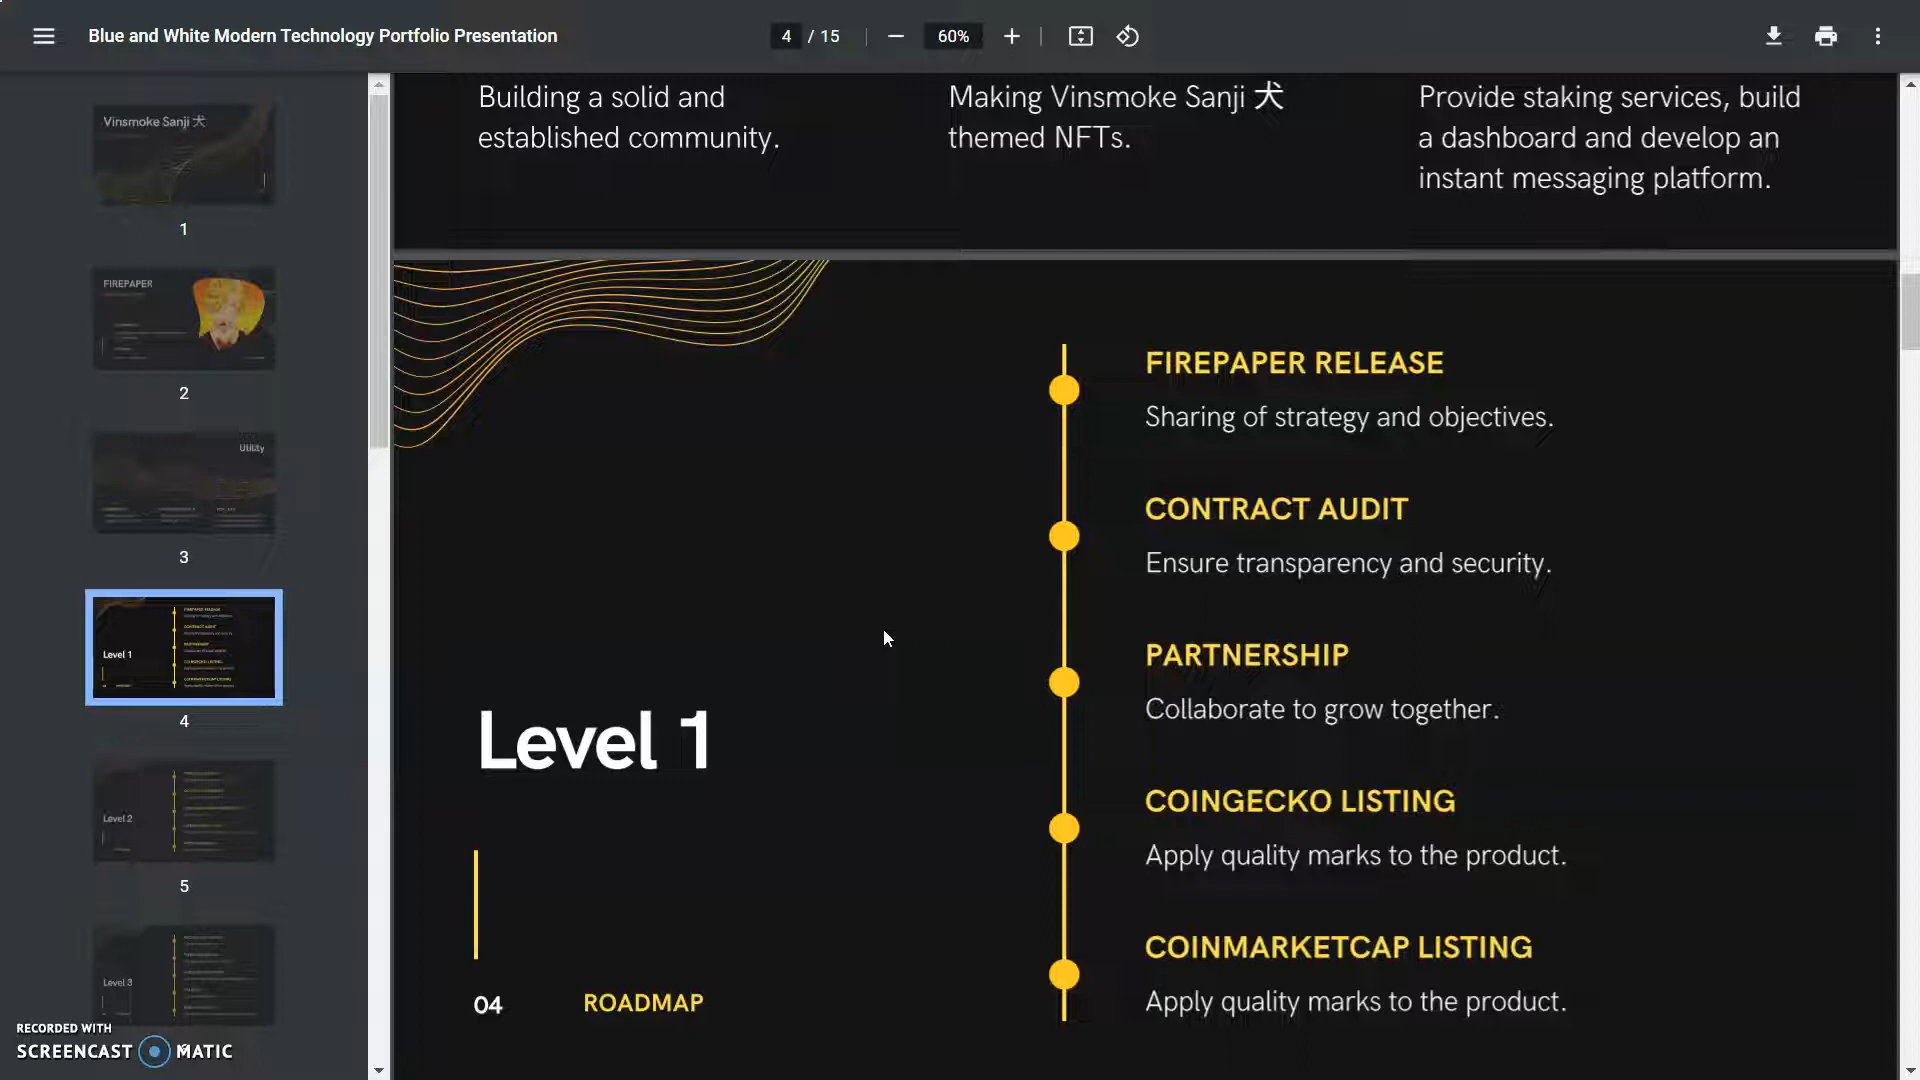 Blue and White Modern Technology Portfolio Presentation
4 / 15
60%
Vinsmoke Sanji 犬
1
FIREPAPER
2
Utility
3
Level 1
4
Level 2
5
Level 3
RECORDED WITH
SCREENCAST MATIC
Building a solid and
established community.
Making Vinsmoke Sanji 犬
themed NFTs.
Provide staking services, build
a dashboard and develop an
instant messaging platform.
Level 1
04 ROADMAP
FIREPAPER RELEASE
Sharing of strategy and objectives.
CONTRACT AUDIT
Ensure transparency and security.
PARTNERSHIP
Collaborate to grow together.
COINGECKO LISTING
Apply quality marks to the product.
COINMARKETCAP LISTING
Apply quality marks to the product.